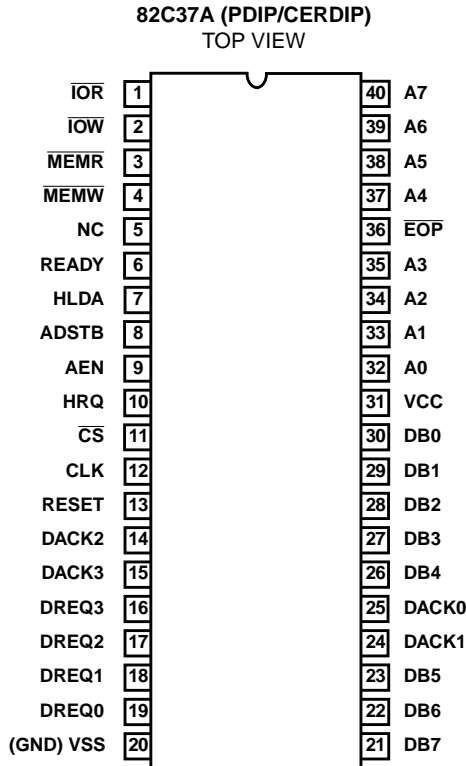 82C37A (PDIP/CERDIP)
TOP VIEW
IOR 1 40 A7
IOW 2 39 A6
MEMR 3 38 A5
MEMW 4 37 A4
NC 5 36 EOP
READY 6 35 A3
HLDA 7 34 A2
ADSTB 8 33 A1
AEN 9 32 A0
HRQ 10 31 VCC
CS 11 30 DB0
CLK 12 29 DB1
RESET 13 28 DB2
DACK2 14 27 DB3
DACK3 15 26 DB4
DREQ3 16 25 DACK0
DREQ2 17 24 DACK1
DREQ1 18 23 DB5
DREQ0 19 22 DB6
(GND) VSS 20 21 DB7